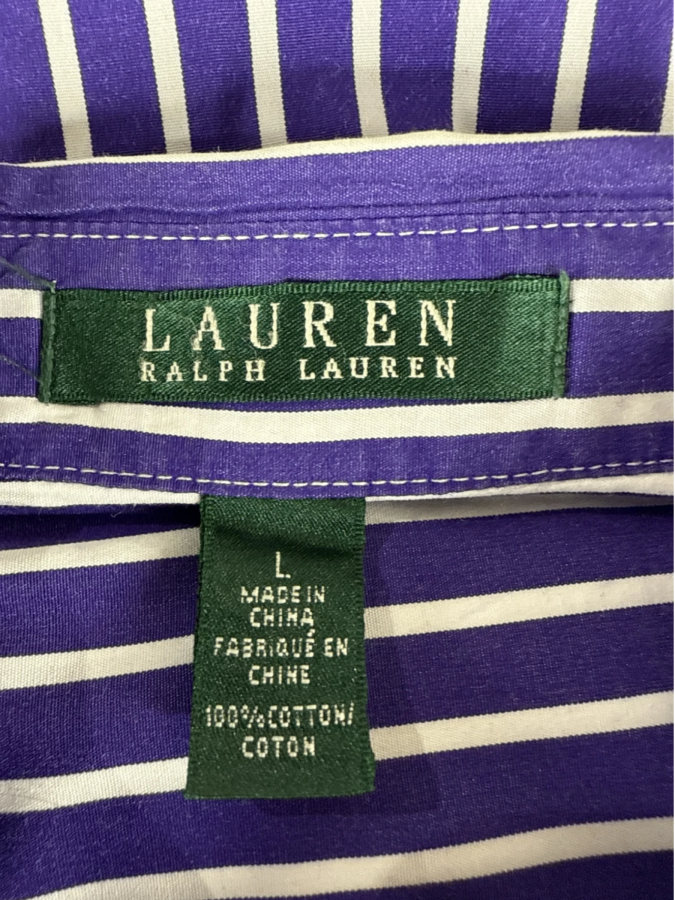 LAUREN
RALPH LAUREN
L
MADE IN
CHINA
FABRIQUÉ EN
CHINE
100%COTTON/
COTON